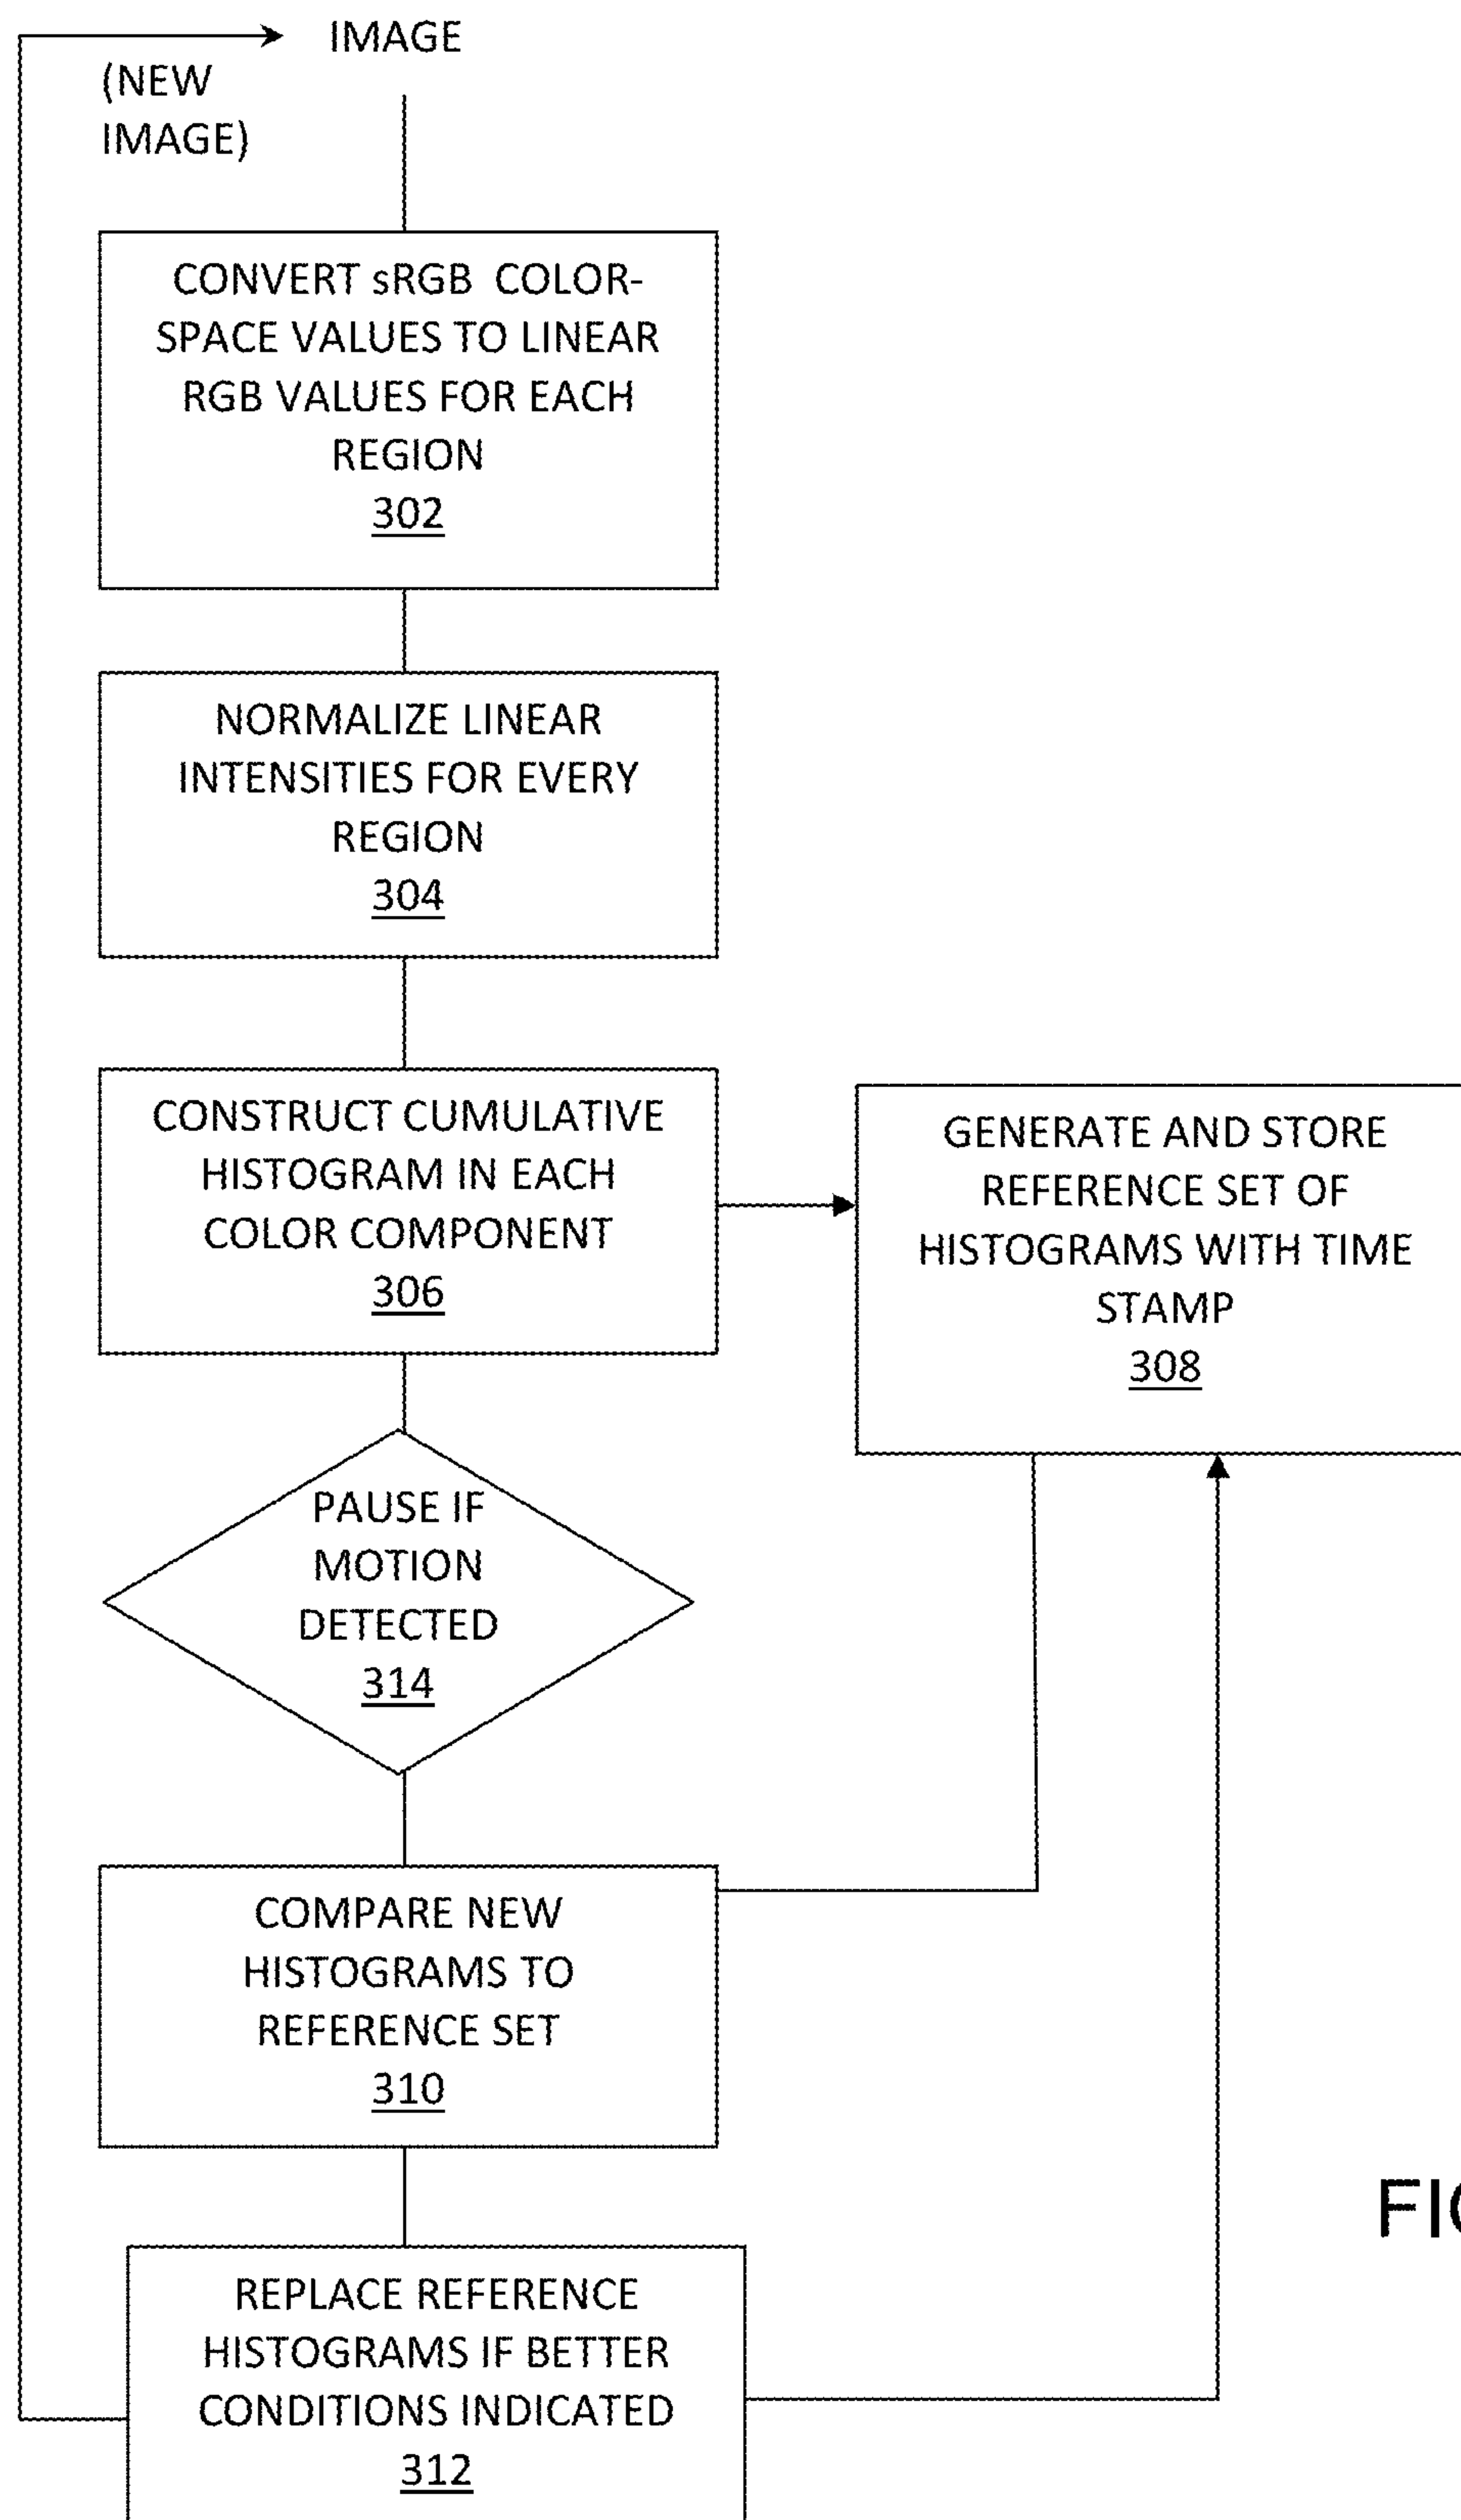 IMAGE
(NEW
IMAGE)
CONVERT sRGB COLOR-
SPACE VALUES TO LINEAR
RGB VALUES FOR EACH
REGION
302
NORMALIZE LINEAR
INTENSITIES FOR EVERY
REGION
304
CONSTRUCT CUMULATIVE
HISTOGRAM IN EACH
COLOR COMPONENT
306
GENERATE AND STORE
REFERENCE SET OF
HISTOGRAMS WITH TIME
STAMP
308
PAUSE IF
MOTION
DETECTED
314
COMPARE NEW
HISTOGRAMS TO
REFERENCE SET
310
REPLACE REFERENCE
HISTOGRAMS IF BETTER
CONDITIONS INDICATED
312